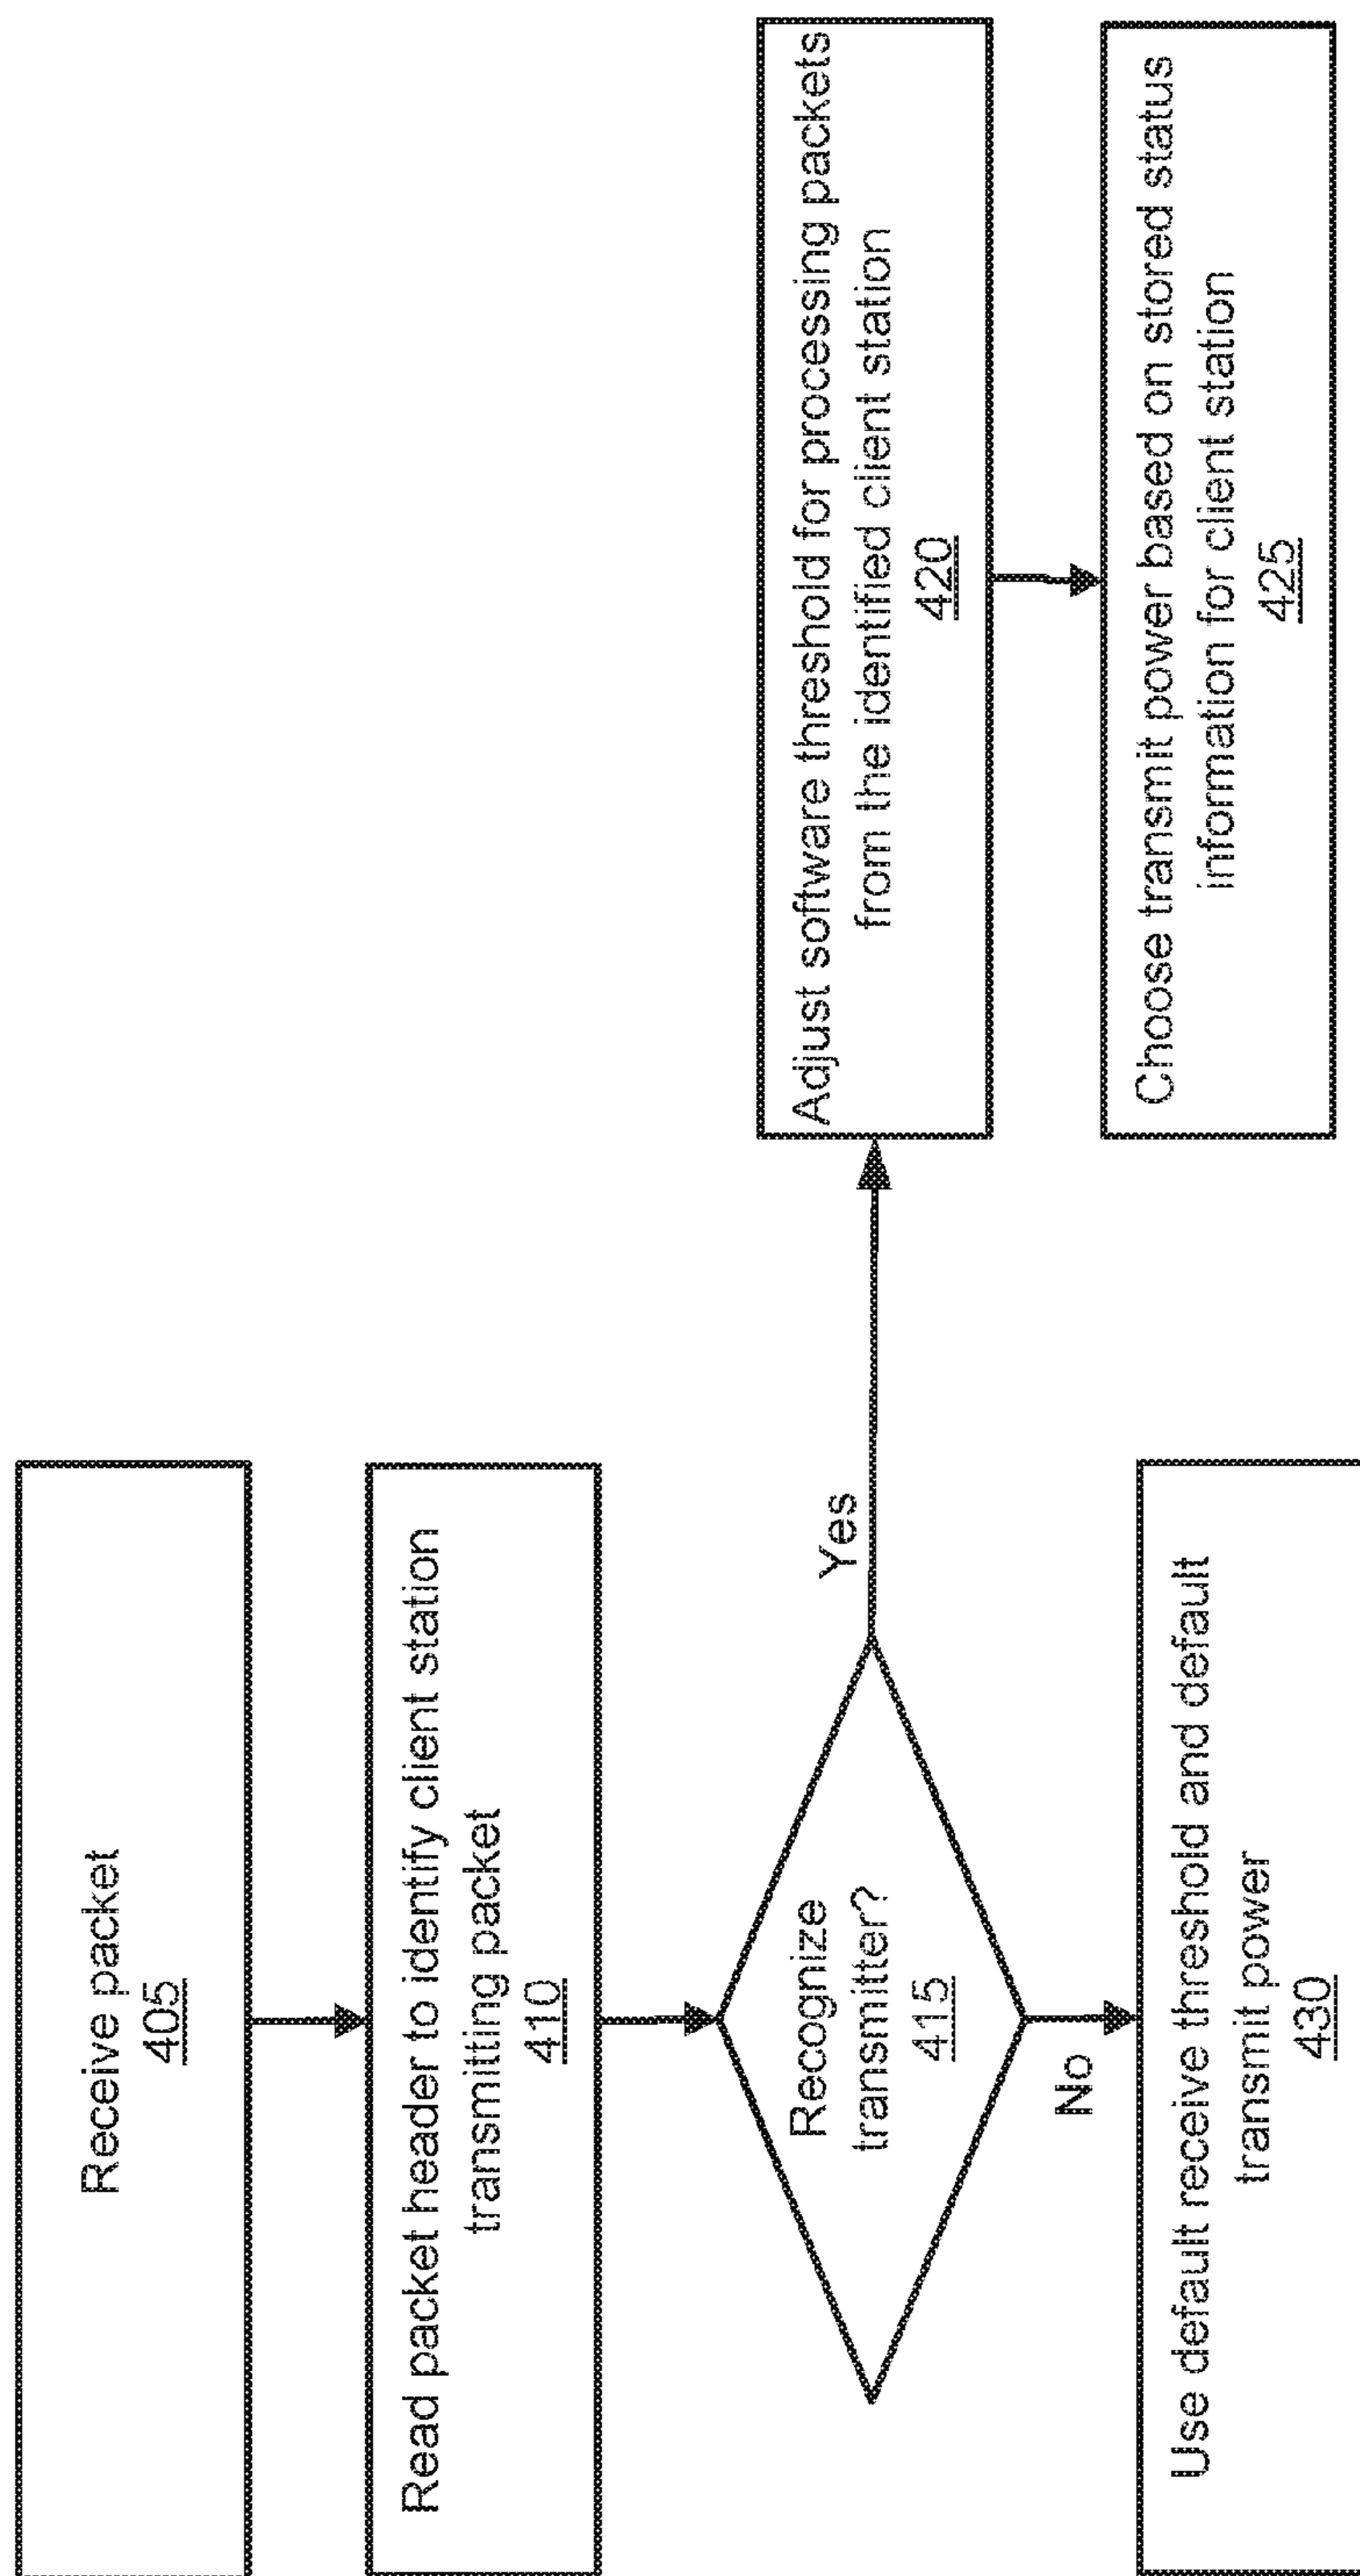 Receive packet
405
Read packet header to identify client station
transmitting packet
410
Recognize
transmitter?
415
Yes
No
Adjust software threshold for processing packets
from the identified client station
420
Choose transmit power based on stored status
information for client station
425
Use default receive threshold and default
transmit power
430